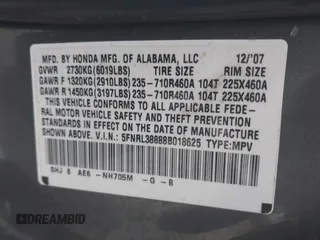 MFD. BY HONDA MFG. OF ALABAMA, LLC 12/'07
GVWR 2730KG(6019LBS) TIRE SIZE RIM SIZE
GAWR F 1320KG(2910LBS) 235-710R460A 104T 225X460A
GAWR R 1450KG(3197LBS) 235-710R460A 104T 225X460A
THIS VEHICLE CONFORMS TO ALL APPLICABLE FEDE-
RAL MOTOR VEHICLE SAFETY AND BUMPER STANDARDS
IN EFFECT ON THE DATE OF MANUFACTURE SHOWN
ABOVE. V.I.N.: 5FNRL38888B018625 TYPE:MPV
SHJ 8 AE6 -NH705M -G -B
DREAMBID